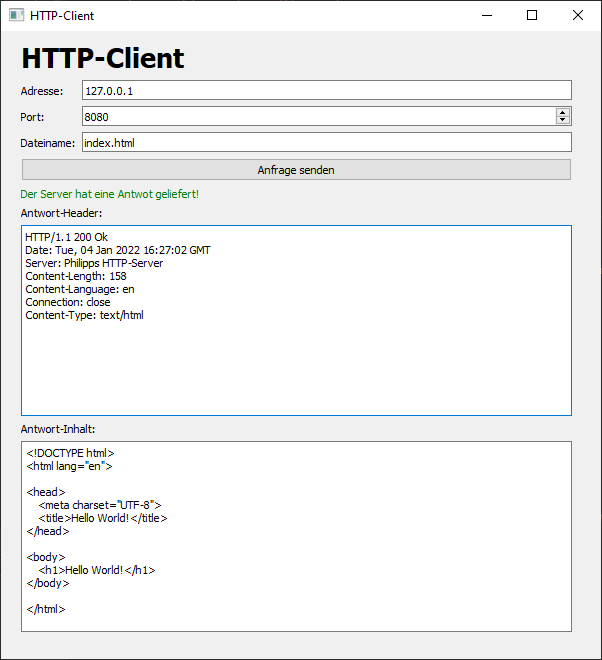 HTTP-Client
HTTP-Client
Adresse: 127.0.0.1
Port: 8080
Dateiname: index.html
Anfrage senden
Der Server hat eine Antwot geliefert!
Antwort-Header:
HTTP/1.1 200 Ok
Date: Tue, 04 Jan 2022 16:27:02 GMT
Server: Philipps HTTP-Server
Content-Length: 158
Content-Language: en
Connection: close
Content-Type: text/html
Antwort-Inhalt:
<!DOCTYPE html>
<html lang="en">
<head>
<meta charset="UTF-8">
<title>Hello World!</title>
</head>
<body>
<h1>Hello World!</h1>
</body>
</html>